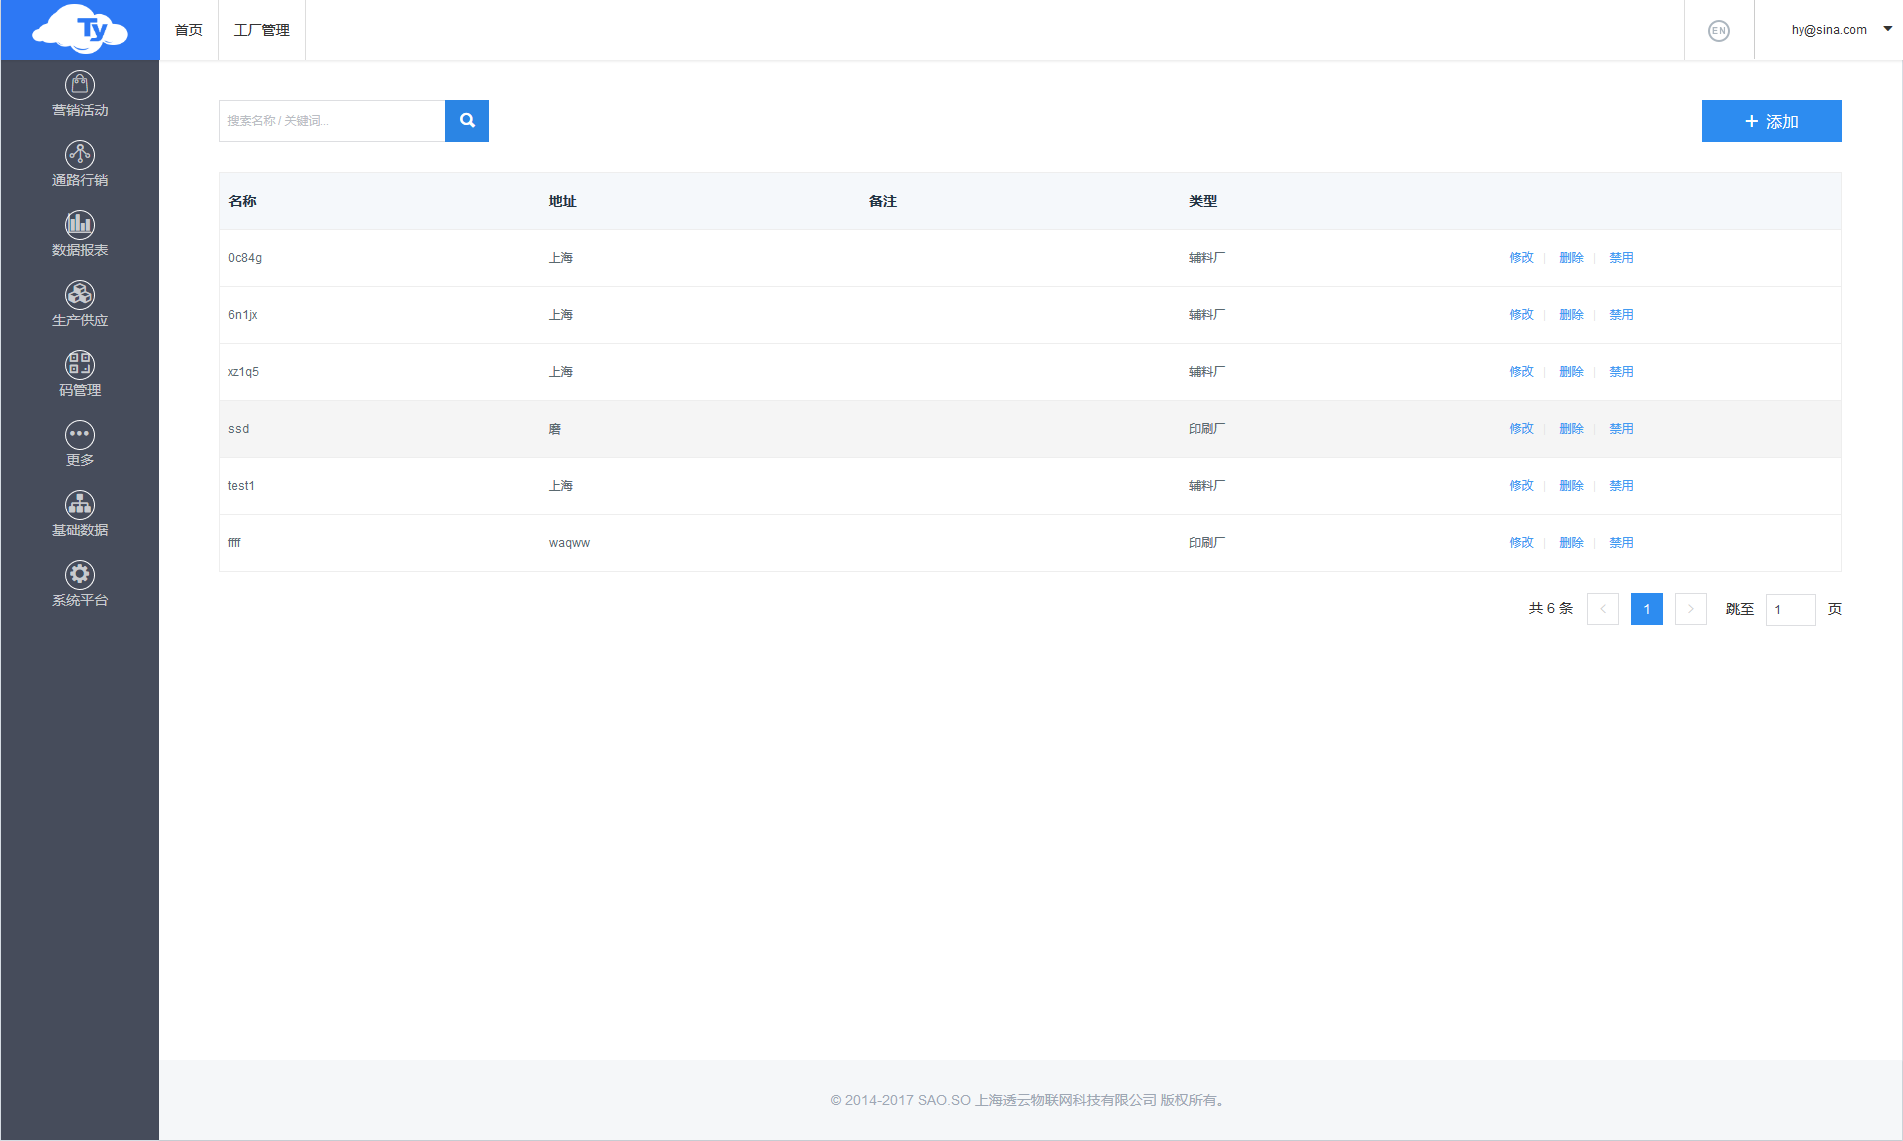 Ty 首页 工厂管理 EN hy@sina.com
营销活动
通路行销
数据报表
生产供应
码管理
更多
基础数据
系统平台
搜索名称 / 关键词... + 添加
名称 地址 备注 类型
0c84g 上海 辅料厂 修改 删除 禁用
6n1jx 上海 辅料厂 修改 删除 禁用
xz1q5 上海 辅料厂 修改 删除 禁用
ssd 磨 印刷厂 修改 删除 禁用
test1 上海 辅料厂 修改 删除 禁用
ffff waqww 印刷厂 修改 删除 禁用
共 6 条 < 1 > 跳至 1 页
© 2014-2017 SAO.SO 上海透云物联网科技有限公司 版权所有。